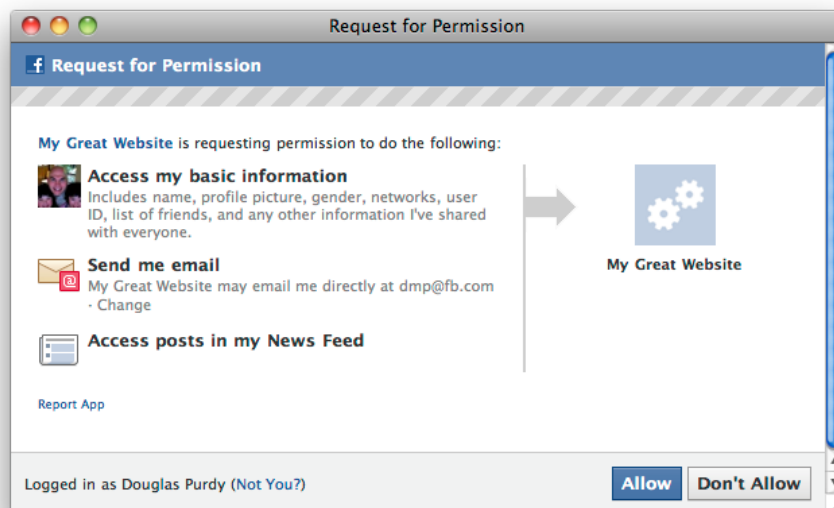 Request for Permission
f Request for Permission
My Great Website is requesting permission to do the following:
Access my basic information
Includes name, profile picture, gender, networks, user
ID, list of friends, and any other information I've shared
with everyone.
My Great Website
@
Send me email
My Great Website may email me directly at dmp@fb.com
· Change
Access posts in my News Feed
Report App
Logged in as Douglas Purdy (Not You?)
Allow
Don't Allow